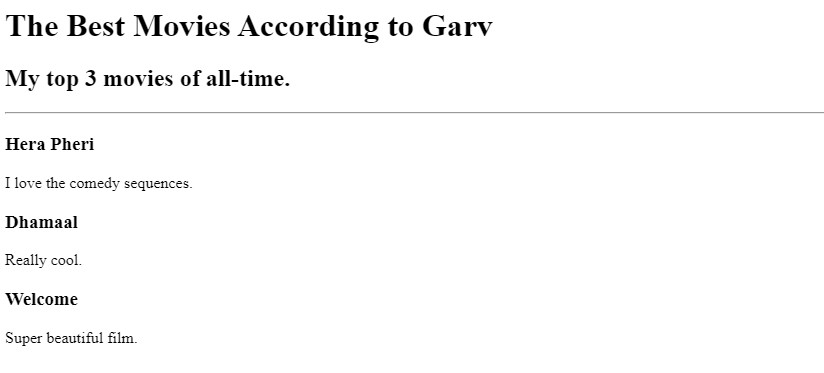 The Best Movies According to Garv
My top 3 movies of all-time.
Hera Pheri
I love the comedy sequences.
Dhamaal
Really cool.
Welcome
Super beautiful film.